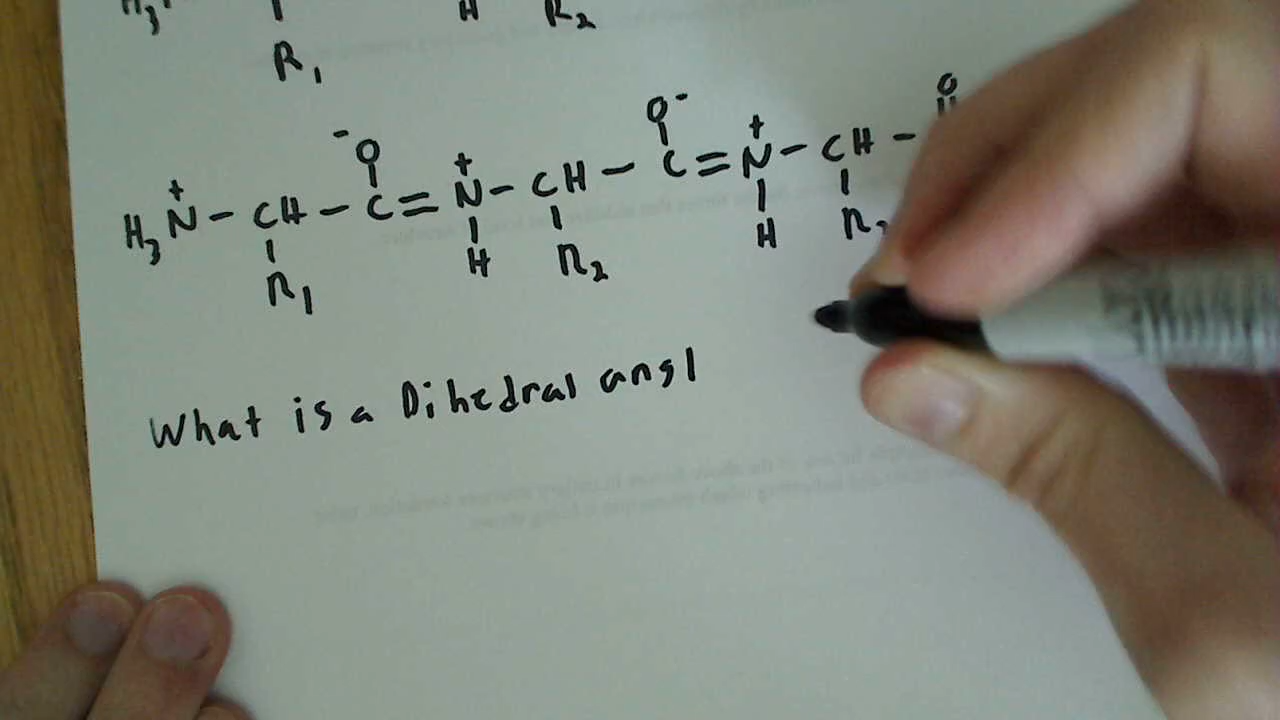 H R2
R1
O- O
-O + +
H3N+ - CH - C = N - CH - C = N - CH -
H H
R1 R2
What is a Dihedral angl